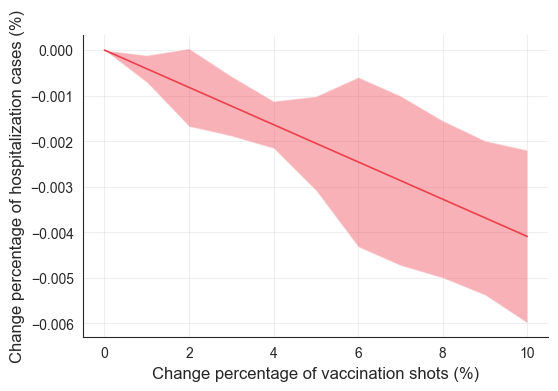 Change percentage of hospitalization cases (%)
0.000
−0.001
−0.002
−0.003
−0.004
−0.005
−0.006
0 2 4 6 8 10
Change percentage of vaccination shots (%)